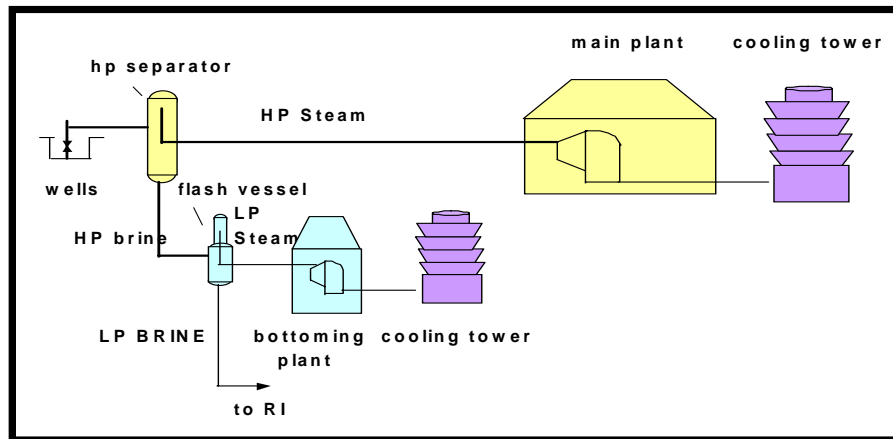 main plant
cooling tower
hp separator
HP Steam
wells
flash vessel
LP
Steam
HP brine
LP BRINE
bottoming
plant
cooling tower
to RI